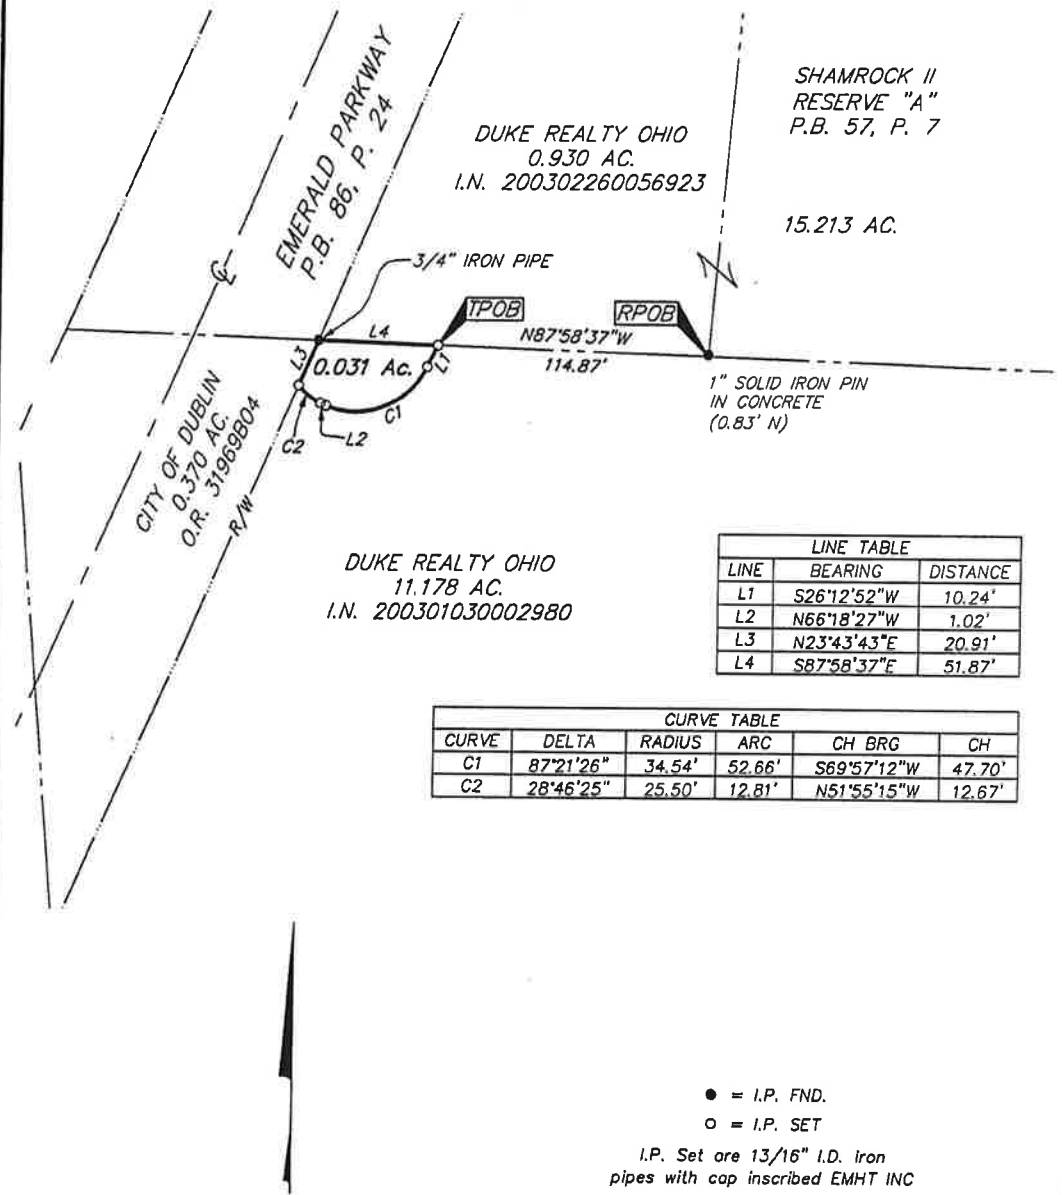 SHAMROCK II
RESERVE "A"
P.B. 57, P. 7
15.213 AC.
EMERALD PARKWAY
P.B. 86, P. 24
DUKE REALTY OHIO
0.930 AC.
I.N. 200302260056923
℄
3/4" IRON PIPE
TPOB
RPOB
L4
N87°58'37"W
114.87'
L3
0.031 Ac.
L1
C1
C2
L2
1" SOLID IRON PIN
IN CONCRETE
(0.83' N)
CITY OF DUBLIN
0.370 AC.
O.R. 31969B04
R/W
DUKE REALTY OHIO
11.178 AC.
I.N. 200301030002980
LINE TABLE
LINE BEARING DISTANCE
L1 S26°12'52"W 10.24'
L2 N66°18'27"W 1.02'
L3 N23°43'43"E 20.91'
L4 S87°58'37"E 51.87'
CURVE TABLE
CURVE DELTA RADIUS ARC CH BRG CH
C1 87°21'26" 34.54' 52.66' S69°57'12"W 47.70'
C2 28°46'25" 25.50' 12.81' N51°55'15"W 12.67'
● = I.P. FND.
○ = I.P. SET
I.P. Set are 13/16" I.D. iron
pipes with cap inscribed EMHT INC